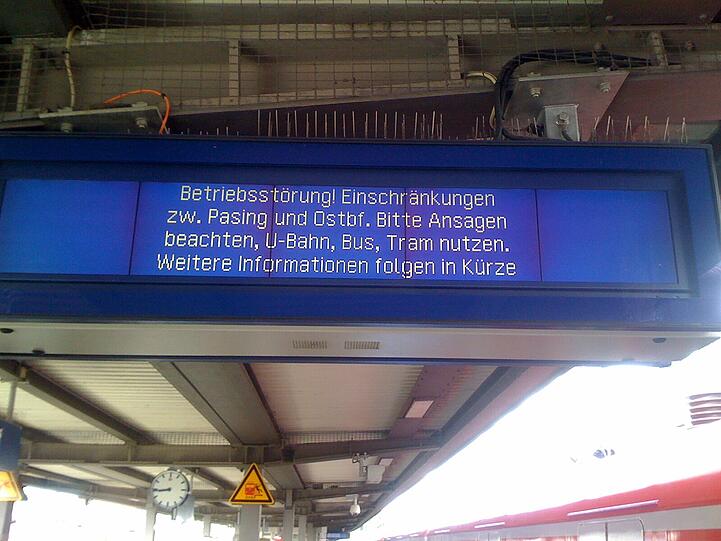 Betriebsstörung! Einschränkungen
zw. Pasing und Ostbf. Bitte Ansagen
beachten, U-Bahn, Bus, Tram nutzen.
Weitere Informationen folgen in Kürze